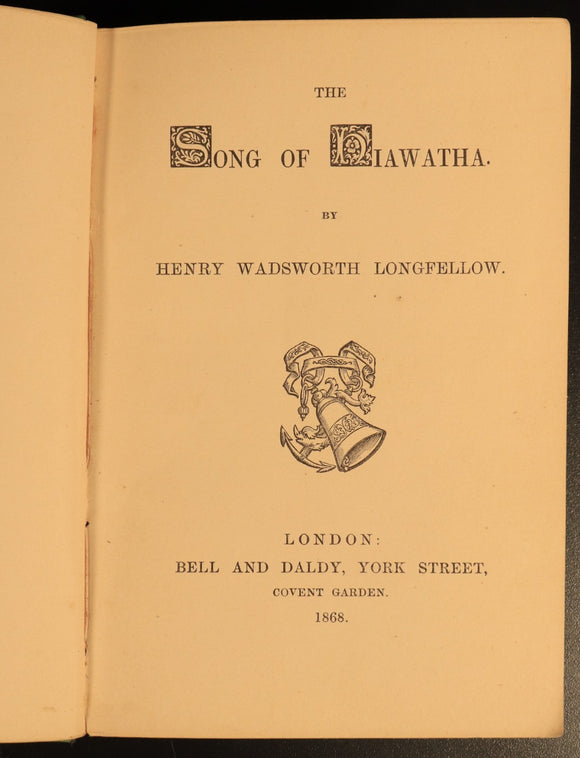 THE
SONG OF HIAWATHA.
BY
HENRY WADSWORTH LONGFELLOW.
LONDON:
BELL AND DALDY, YORK STREET,
COVENT GARDEN.
1868.